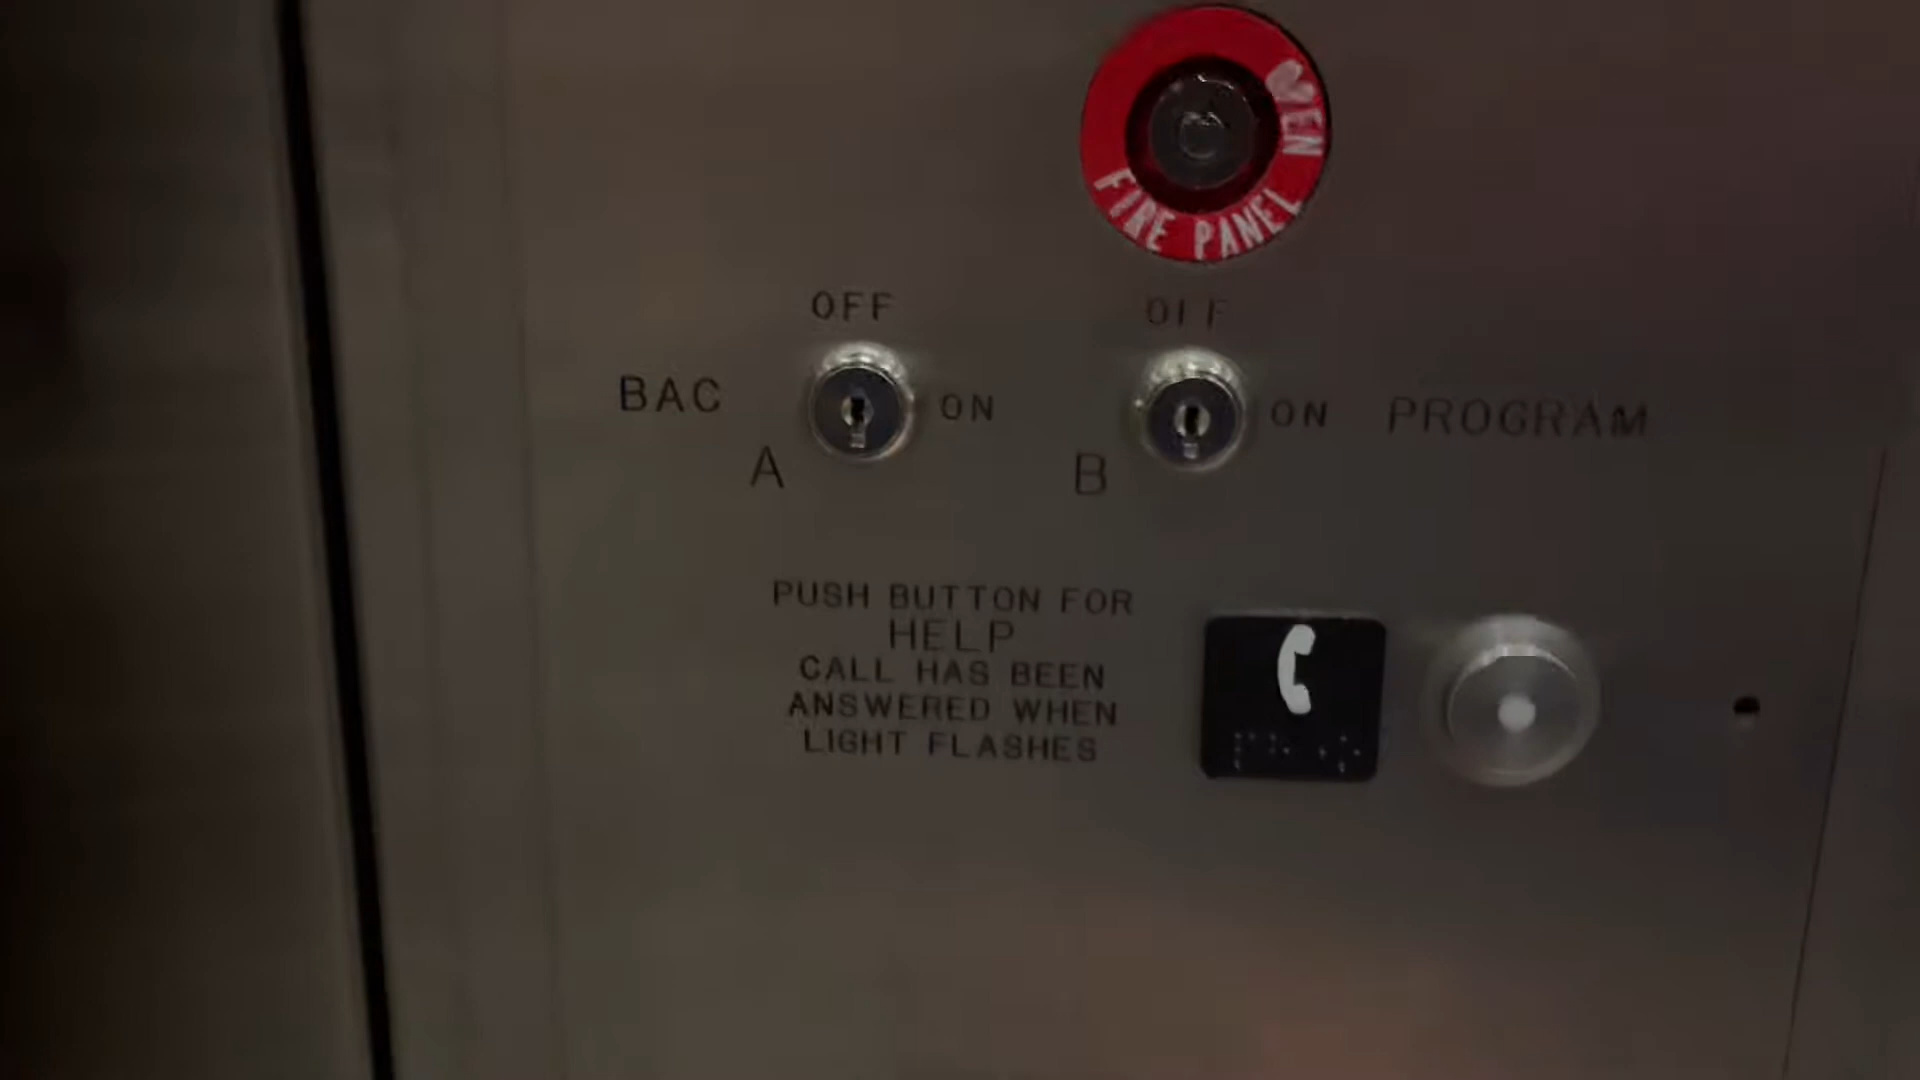 FIRE PANEL
OFF
OFF
BAC
ON
ON
PROGRAM
A
B
PUSH BUTTON FOR
HELP
CALL HAS BEEN
ANSWERED WHEN
LIGHT FLASHES